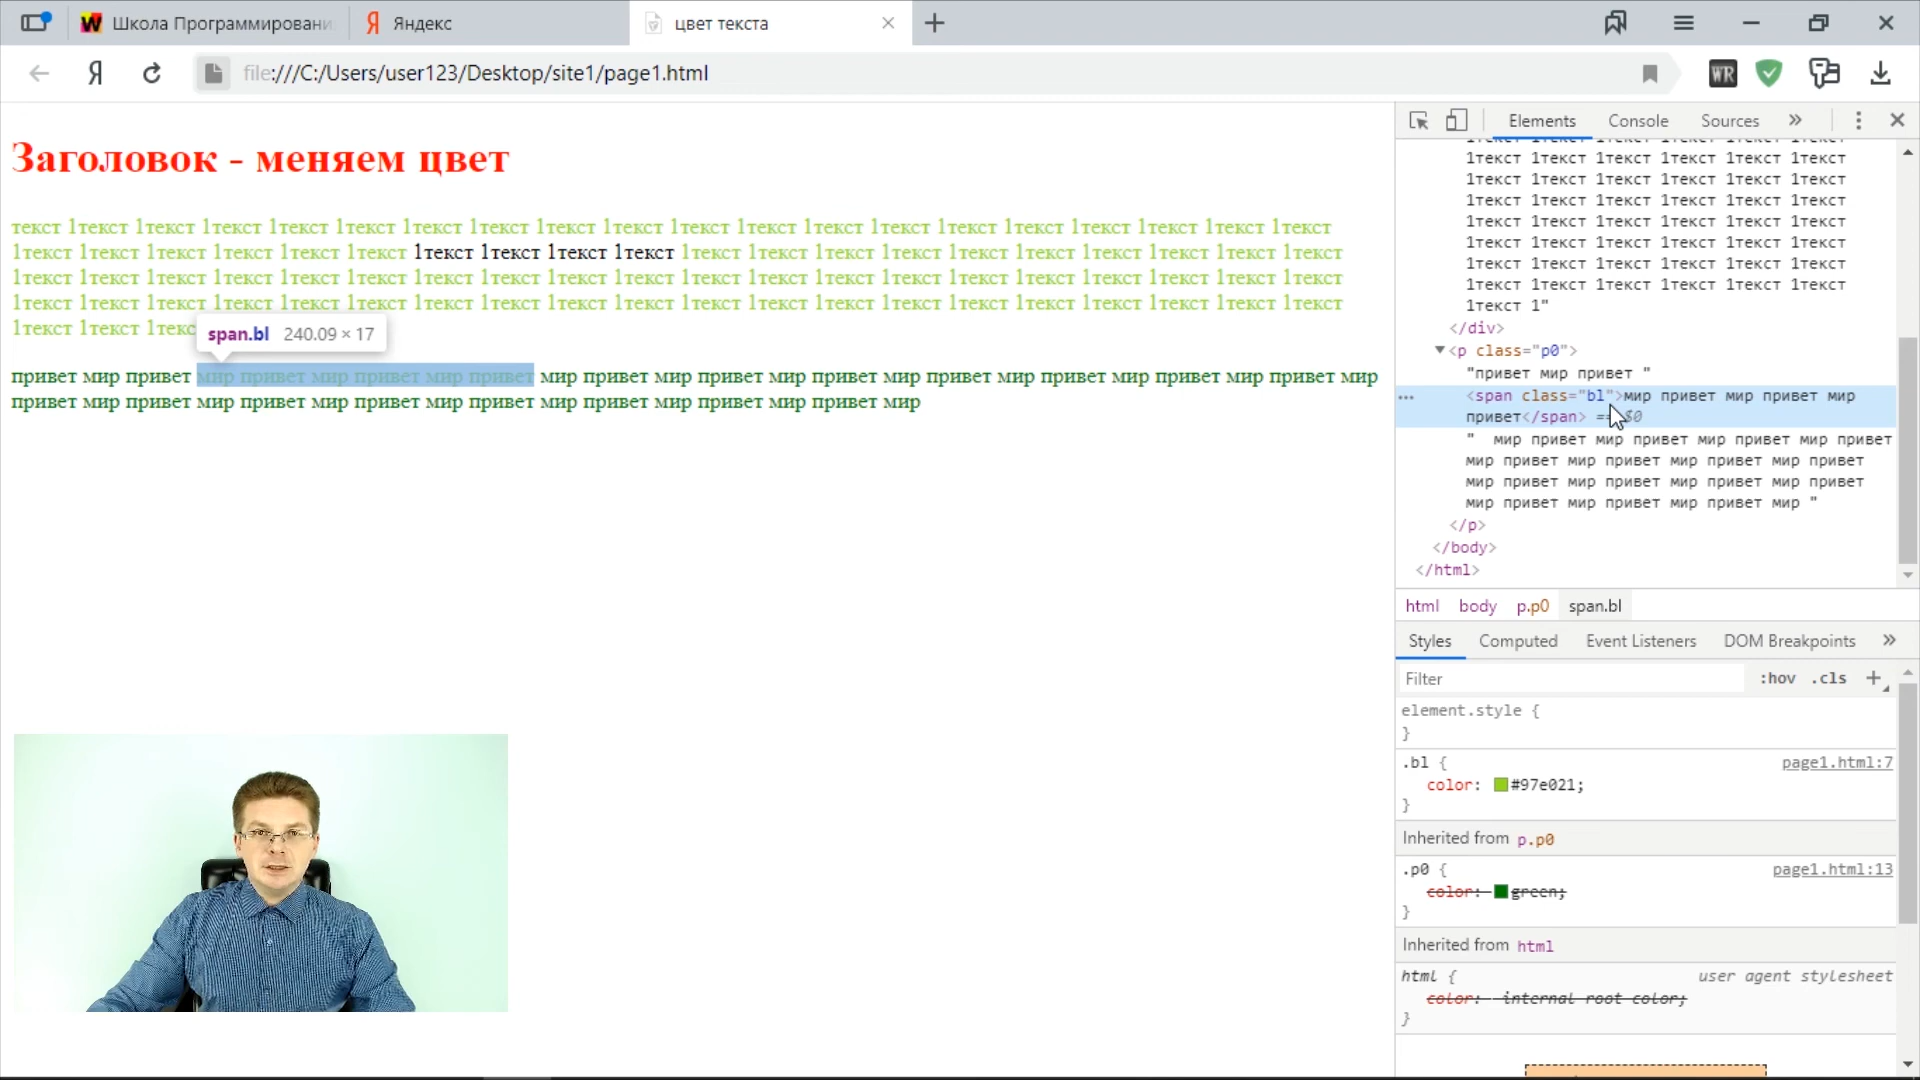 Школа Программирован
Яндекс
цвет текста
Я
file:///C:/Users/user123/Desktop/site1/page1.html
WR
Заголовок - меняем цвет
текст 1текст 1текст 1текст 1текст 1текст 1текст 1текст 1текст 1текст 1текст 1текст 1текст 1текст 1текст 1текст 1текст 1текст 1текст 1текст
1текст 1текст 1текст 1текст 1текст 1текст 1текст 1текст 1текст 1текст 1текст 1текст 1текст 1текст 1текст 1текст 1текст 1текст 1текст 1текст
1текст 1текст 1текст 1текст 1текст 1текст 1текст 1текст 1текст 1текст 1текст 1текст 1текст 1текст 1текст 1текст 1текст 1текст 1текст 1текст
1текст 1текст 1текст 1текст 1текст 1текст 1текст 1текст 1текст 1текст 1текст 1текст 1текст 1текст 1текст 1текст 1текст 1текст 1текст 1текст
1текст 1текст 1текс
span.bl 240.09 × 17
привет мир привет мир привет мир привет мир привет мир привет мир привет мир привет мир привет мир привет мир привет мир привет мир
привет мир привет мир привет мир привет мир привет мир привет мир привет мир привет мир
Elements Console Sources »
1текст 1текст 1текст 1текст 1текст 1текст
1текст 1текст 1текст 1текст 1текст 1текст
1текст 1текст 1текст 1текст 1текст 1текст
1текст 1текст 1текст 1текст 1текст 1текст
1текст 1текст 1текст 1текст 1текст 1текст
1текст 1текст 1текст 1текст 1текст 1текст
1текст 1текст 1текст 1текст 1текст 1текст
1текст 1текст 1текст 1текст 1текст 1текст
1текст 1"
</div>
<p class="p0">
"привет мир привет "
<span class="bl">мир привет мир привет мир
привет</span> == $0
" мир привет мир привет мир привет мир привет
мир привет мир привет мир привет мир привет
мир привет мир привет мир привет мир привет
мир привет мир привет мир привет мир "
</p>
</body>
</html>
html body p.p0 span.bl
Styles Computed Event Listeners DOM Breakpoints »
Filter :hov .cls +
element.style {
}
.bl { page1.html:7
color: #97e021;
}
Inherited from p.p0
.p0 { page1.html:13
color: green;
}
Inherited from html
html { user agent stylesheet
color: -internal-root-color;
}